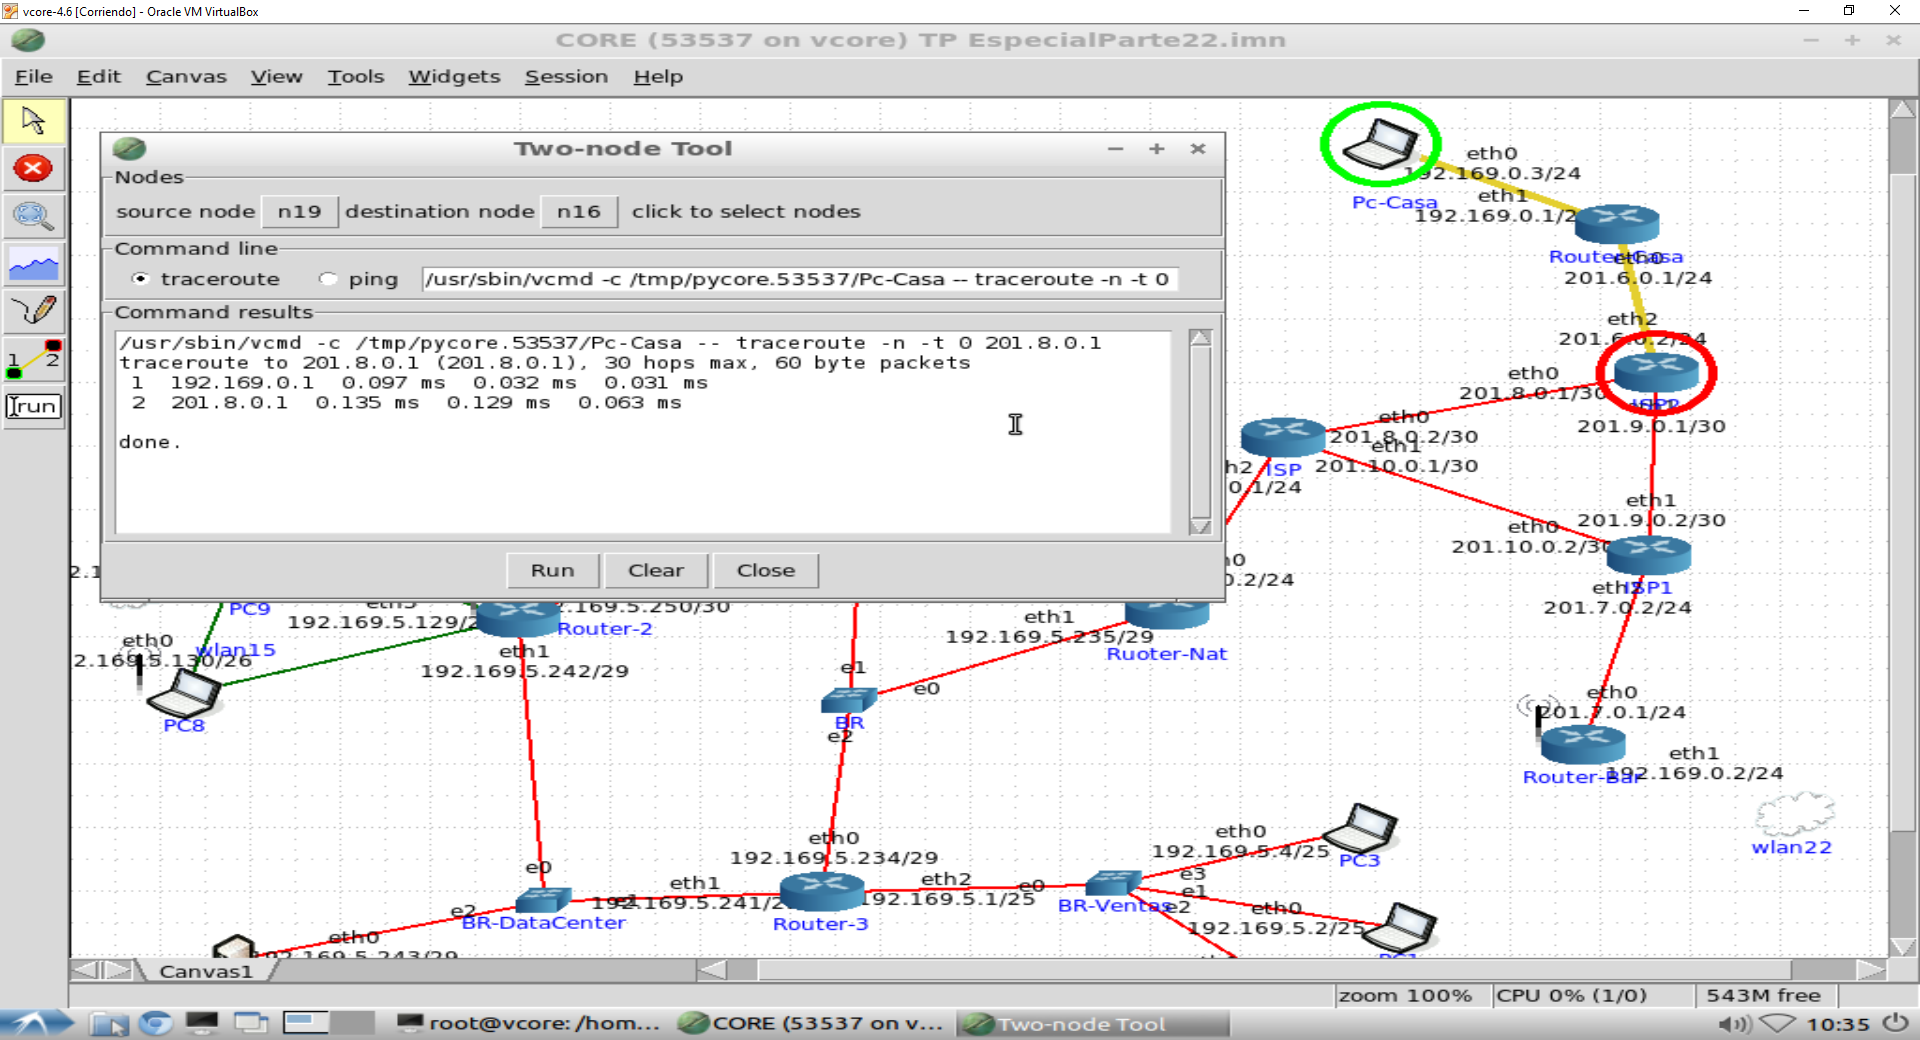 vcore-4.6 [Corriendo] - Oracle VM VirtualBox
CORE (53537 on vcore) TP EspecialParte22.imn
File Edit Canvas View Tools Widgets Session Help
Two-node Tool
Nodes
source node n19 destination node n16 click to select nodes
Command line
traceroute ping /usr/sbin/vcmd -c /tmp/pycore.53537/Pc-Casa -- traceroute -n -t 0
Command results
/usr/sbin/vcmd -c /tmp/pycore.53537/Pc-Casa -- traceroute -n -t 0 201.8.0.1
traceroute to 201.8.0.1 (201.8.0.1), 30 hops max, 60 byte packets
1 192.169.0.1 0.097 ms 0.032 ms 0.031 ms
2 201.8.0.1 0.135 ms 0.129 ms 0.063 ms
done.
Run Clear Close
1 2
run
eth0
192.169.0.3/24
Pc-Casa
eth1
192.169.0.1/2
201.6.0.1/24
eth2
201.6.0.2/24
eth0
201.8.0.1/30
201.9.0.1/30
eth0
201.8.0.2/30
eth1
ISP
201.10.0.1/30
h2
0.1/24
eth1
201.9.0.2/30
eth0
201.10.0.2/30
201.7.0.2/24
0.2/24
2.1
PC9
192.169.5.129/2
.169.5.250/30
Router-2
eth0
wlan15
2.169.5.130/26
eth1
192.169.5.242/29
PC8
eth1
192.169.5.235/29
Ruoter-Nat
e1
e0
BR
e2
eth0
201.7.0.1/24
eth1
192.169.0.2/24
wlan22
e0
eth0
192.169.5.234/29
eth1
eth2
e0
192.169.5.1/25
e2
BR-DataCenter
Router-3
eth0
eth0
192.169.5.4/25
PC3
e3
e1
e2
eth0
192.169.5.2/25
Canvas1
zoom 100% CPU 0% (1/0) 543M free
root@vcore: /hom... CORE (53537 on v... Two-node Tool 10:35